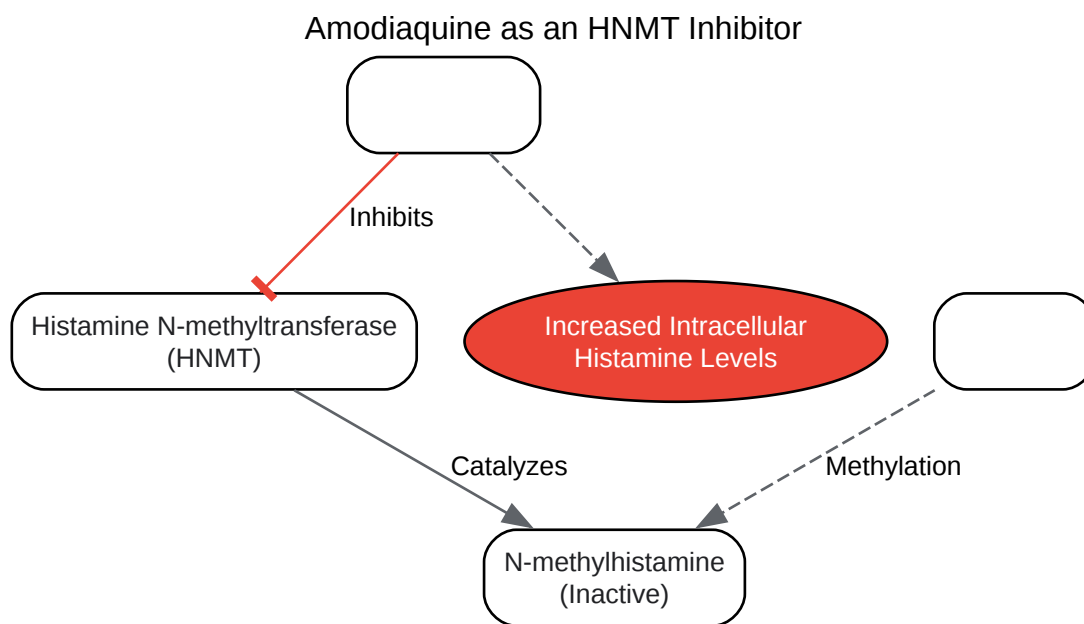 Amodiaquine as an HNMT Inhibitor
Inhibits
Histamine N-methyltransferase
(HNMT)
Increased Intracellular
Histamine Levels
Catalyzes
Methylation
N-methylhistamine
(Inactive)